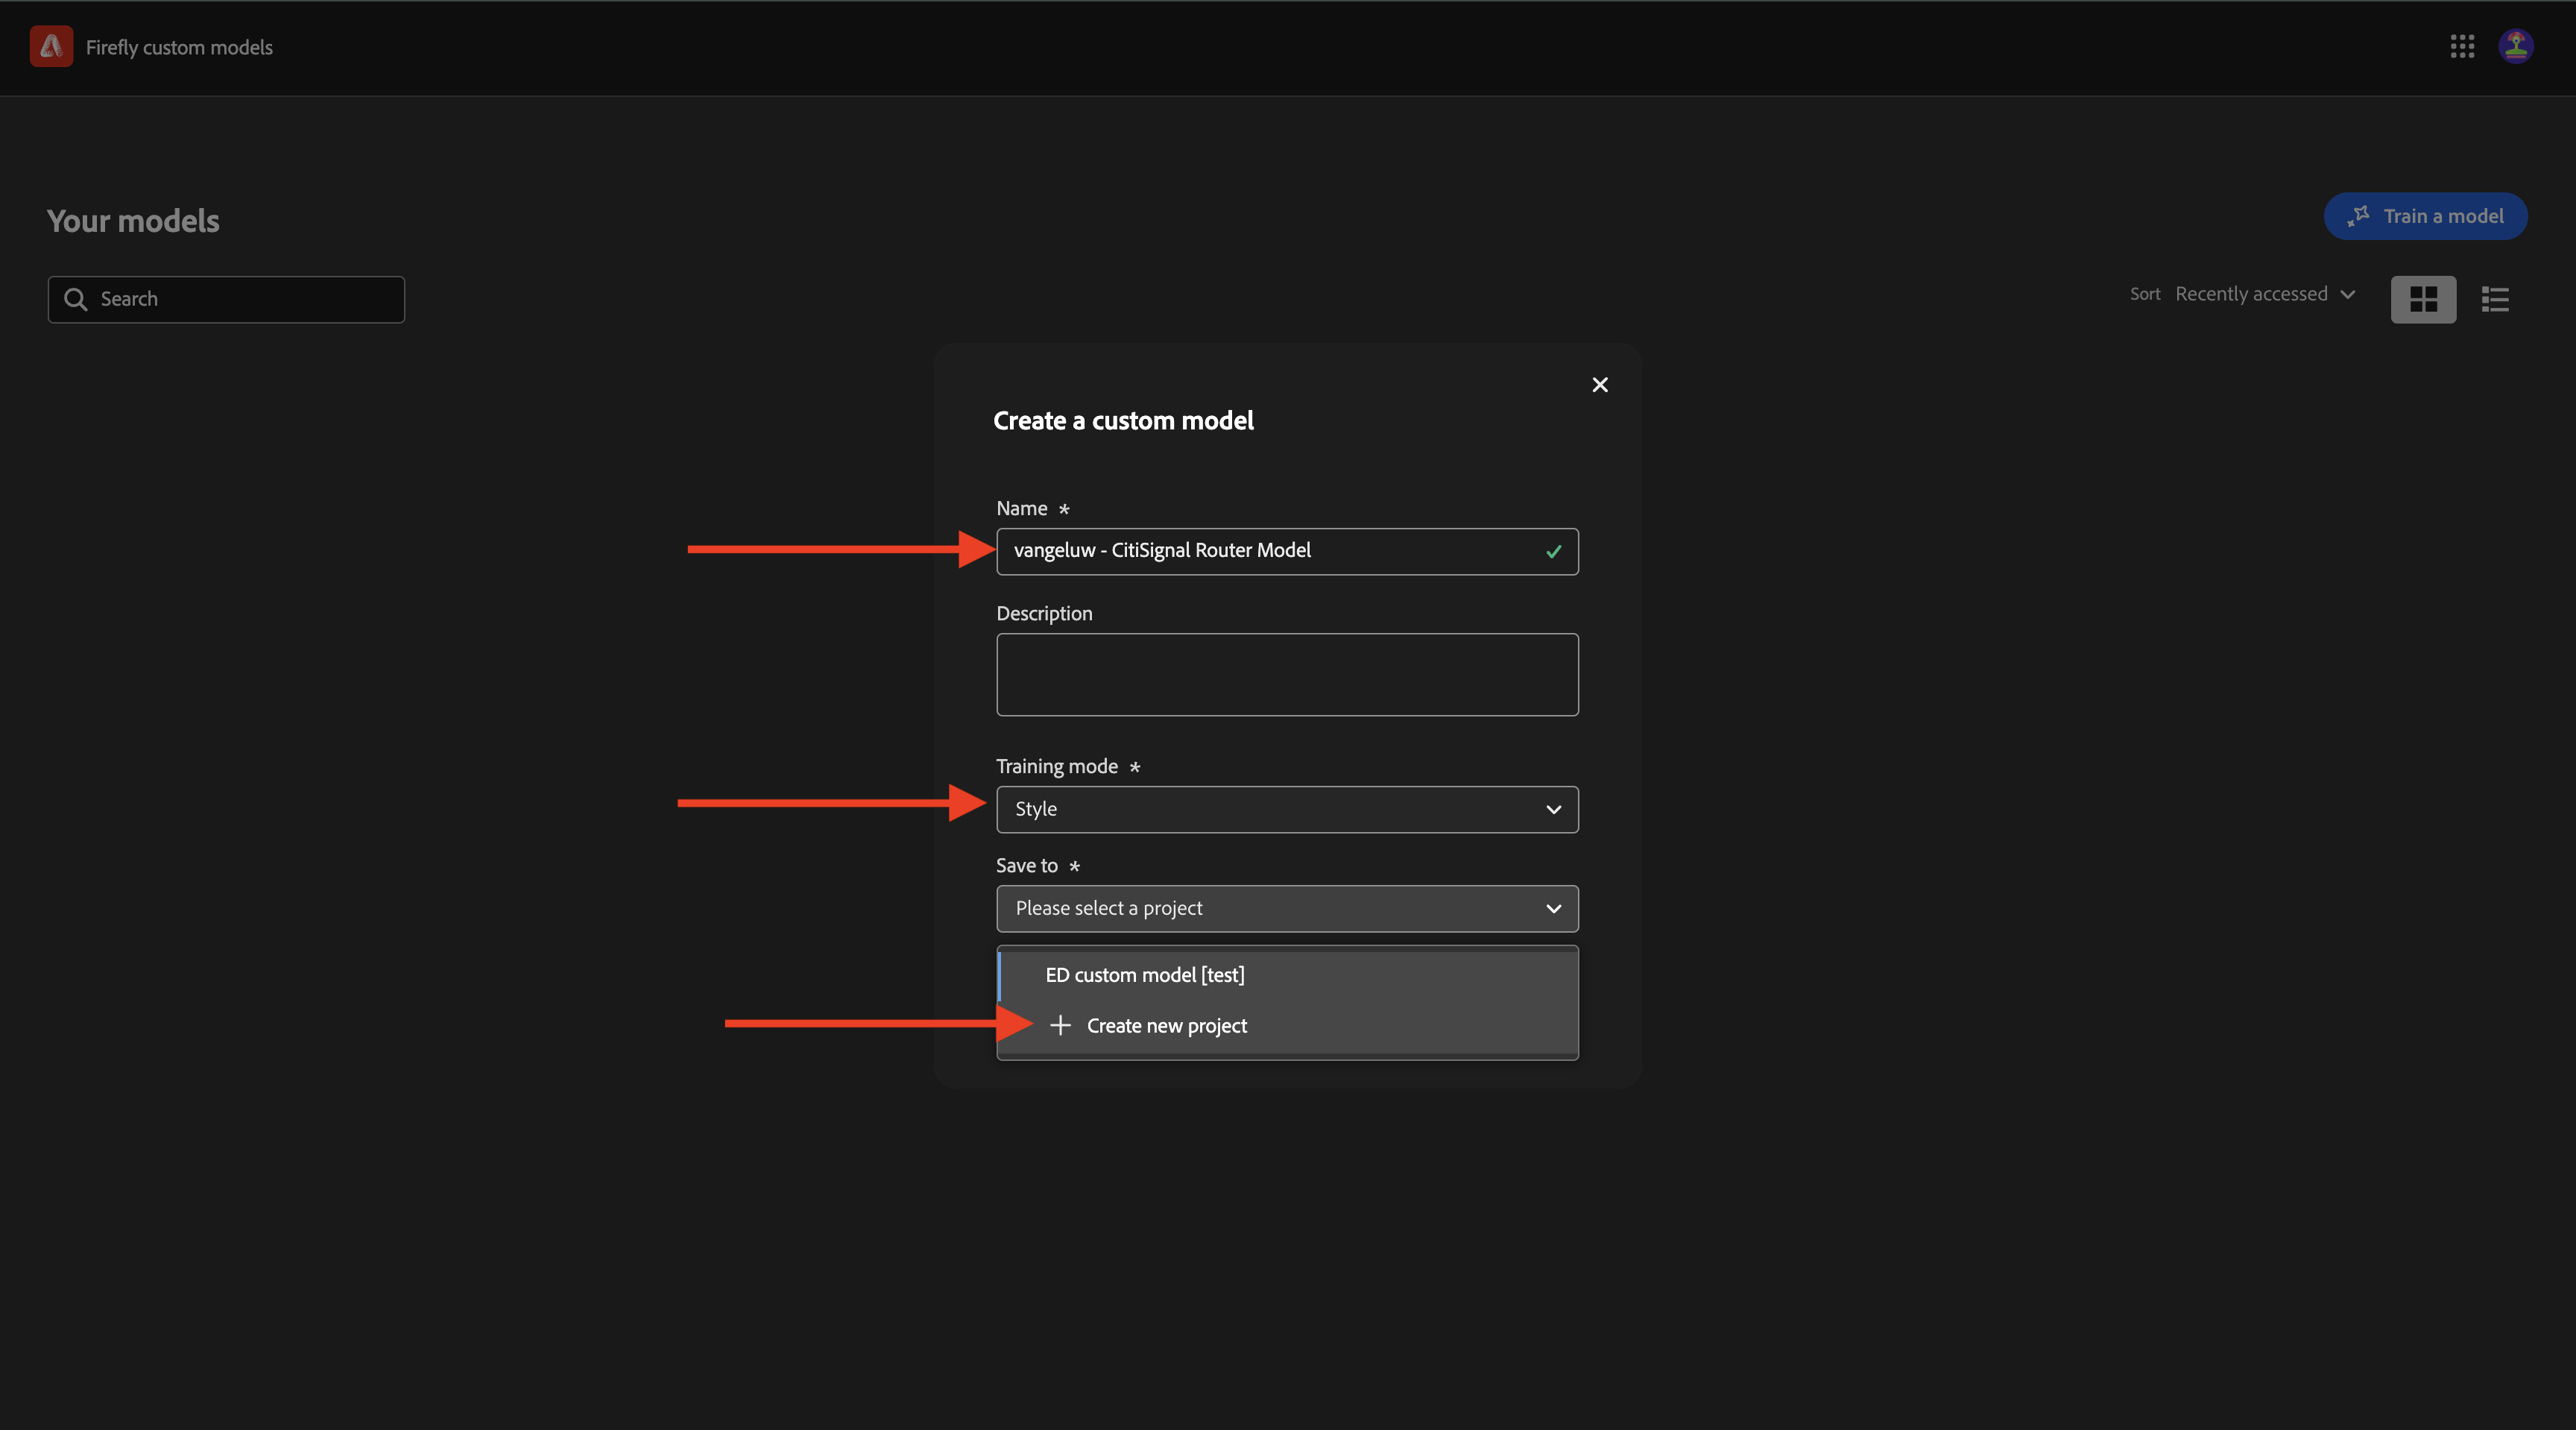 Firefly custom models
Your models
Train a model
Search
Sort Recently accessed
Create a custom model
Name *
vangeluw - CitiSignal Router Model
Description
Training mode *
Style
Save to *
Please select a project
ED custom model [test]
Create new project